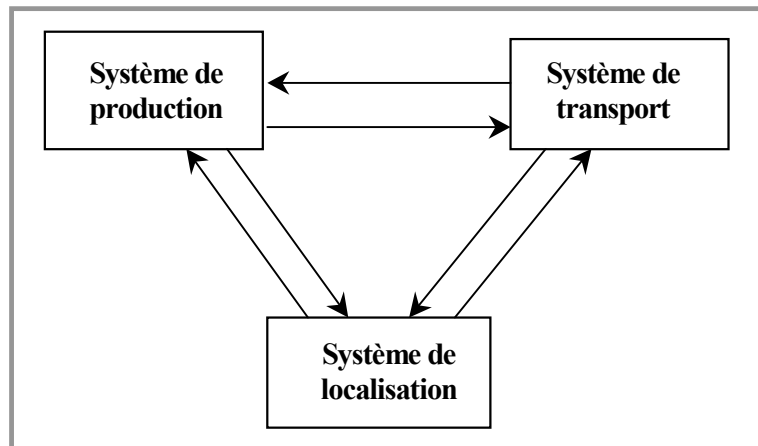 Système de
production
Système de
transport
Système de
localisation